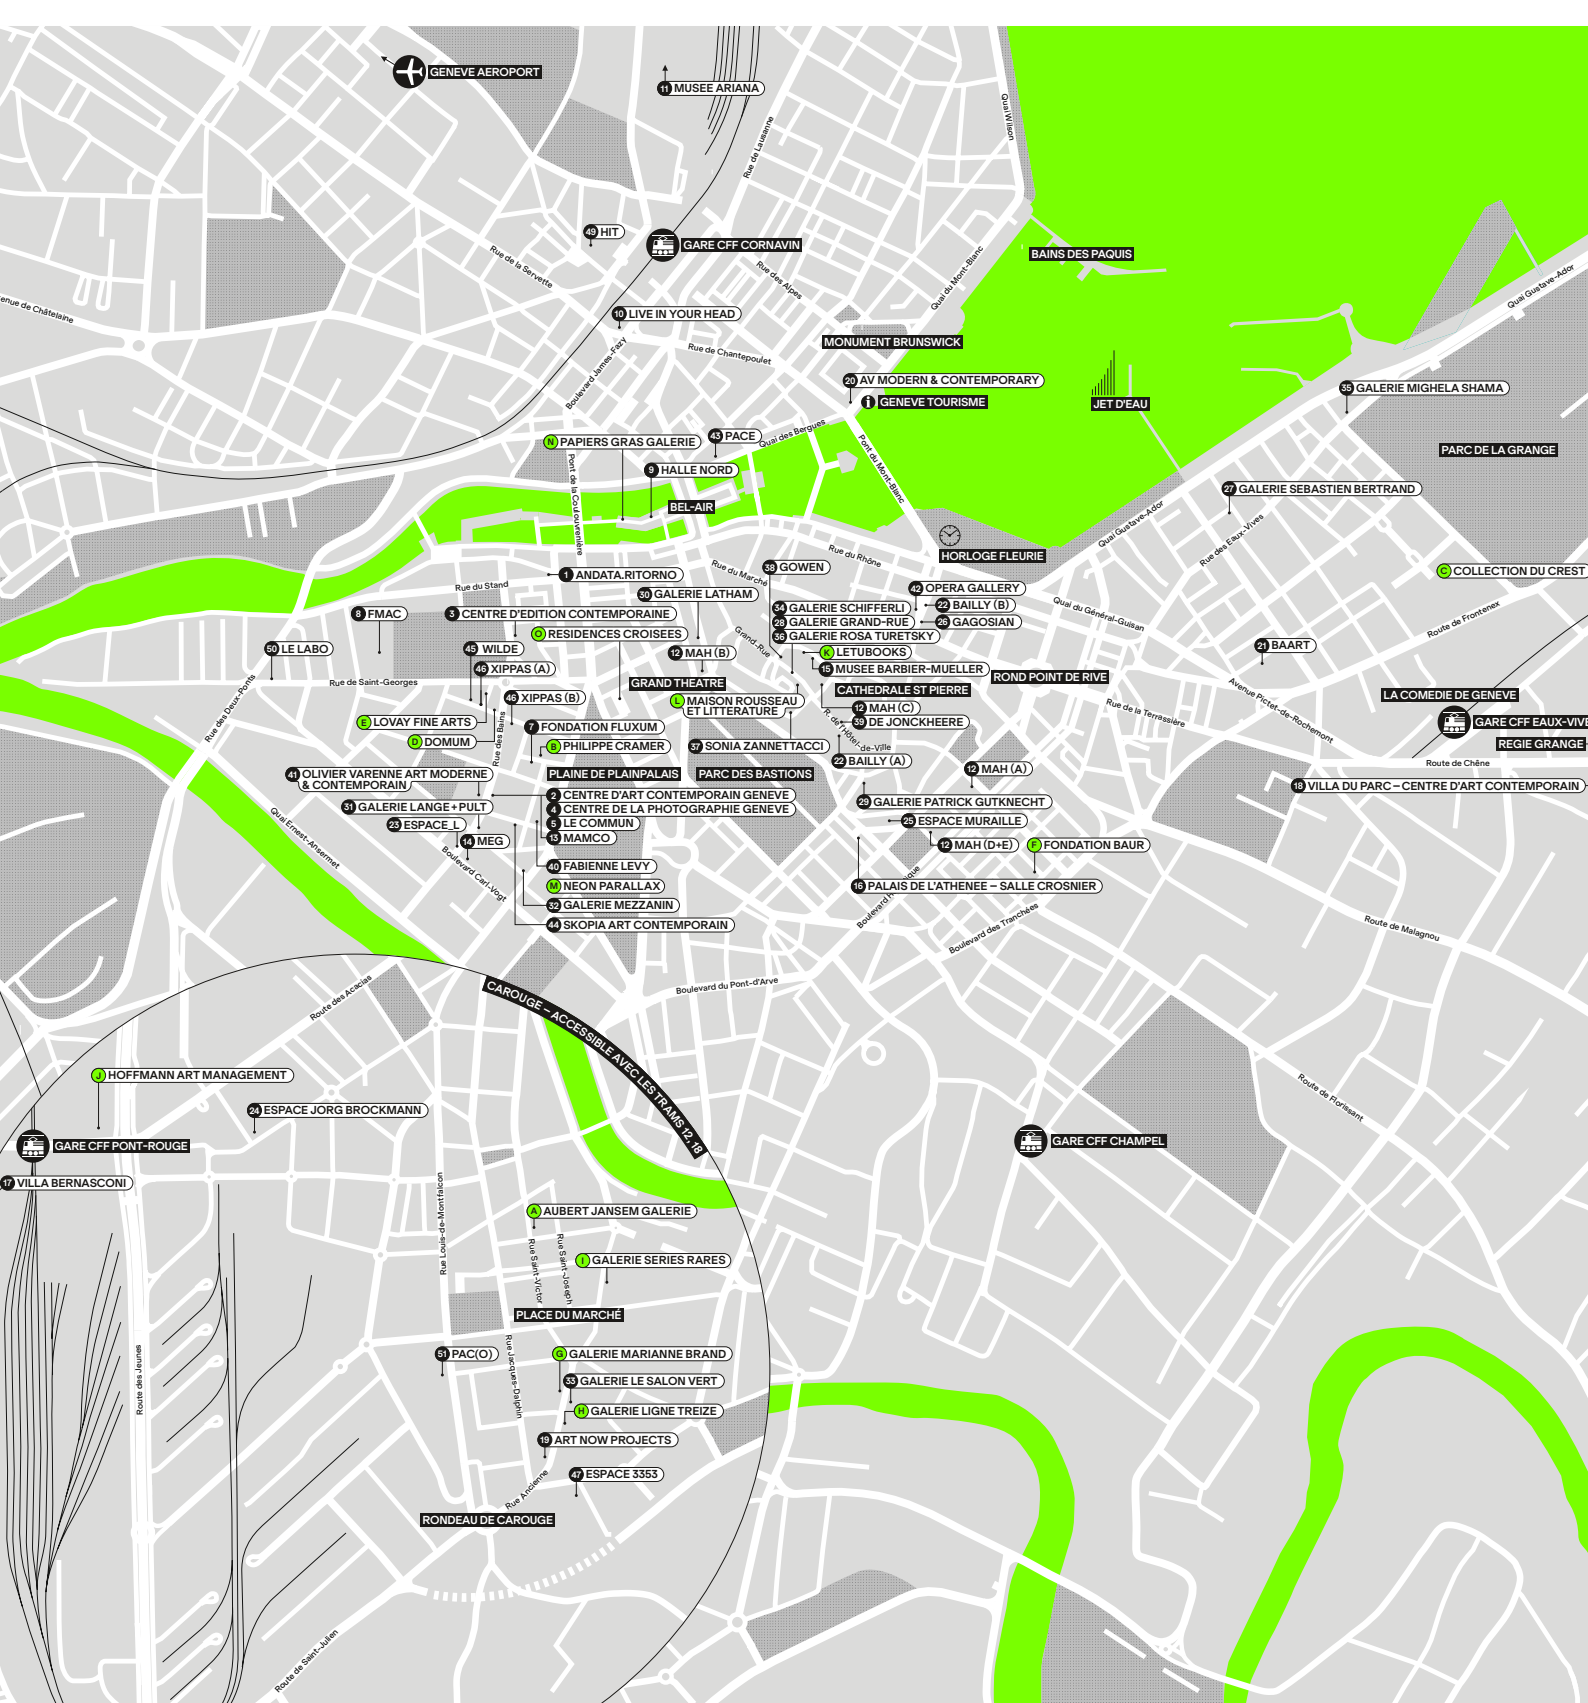 GENEVE AEROPORT
11 MUSEE ARIANA
Quai Wilson
Rue de Lausanne
49 HIT
GARE CFF CORNAVIN
BAINS DES PAQUIS
Rue de la Servette
Rue des Alpes
Quai du Mont-Blanc
Quai Gustave-Ador
enue de Châtelaine
10 LIVE IN YOUR HEAD
MONUMENT BRUNSWICK
Rue de Chantepoulet
Boulevard James-Fazy
20 AV MODERN & CONTEMPORARY
i GENEVE TOURISME
JET D'EAU
35 GALERIE MIGHELA SHAMA
N PAPIERS GRAS GALERIE
43 PACE
Quai des Bergues
Pont du Mont-Blanc
PARC DE LA GRANGE
9 HALLE NORD
Pont de la Coulouvrenière
27 GALERIE SEBASTIEN BERTRAND
BEL-AIR
Quai Gustave-Ador
Rue des Eaux-Vives
HORLOGE FLEURIE
Rue du Rhône
Rue du Marché
38 GOWEN
C COLLECTION DU CREST
1 ANDATA.RITORNO
Rue du Stand
30 GALERIE LATHAM
42 OPERA GALLERY
22 BAILLY (B)
26 GAGOSIAN
Quai du Général-Guisan
Route de Frontenex
8 FMAC
3 CENTRE D'EDITION CONTEMPORAINE
34 GALERIE SCHIFFERLI
28 GALERIE GRAND-RUE
36 GALERIE ROSA TURETSKY
O RESIDENCES CROISEES
Grand-Rue
K LETUBOOKS
21 BAART
50 LE LABO
45 WILDE
12 MAH (B)
46 XIPPAS (A)
15 MUSEE BARBIER-MUELLER
ROND POINT DE RIVE
Rue de Saint-Georges
GRAND THEATRE
CATHEDRALE ST PIERRE
Avenue Pictet-de-Rochemont
LA COMEDIE DE GENEVE
46 XIPPAS (B)
L MAISON ROUSSEAU
ET LITTERATURE
12 MAH (C)
Rue de la Terrassière
Rue des Deux-Ponts
E LOVAY FINE ARTS
Rue des Bains
7 FONDATION FLUXUM
39 DE JONCKHEERE
R. de l'Hôtel-de-Ville
GARE CFF EAUX-VIVE
D DOMUM
B PHILIPPE CRAMER
37 SONIA ZANNETTACCI
REGIE GRANGE
22 BAILLY (A)
Route de Chêne
41 OLIVIER VARENNE ART MODERNE
& CONTEMPORAIN
PLAINE DE PLAINPALAIS
PARC DES BASTIONS
12 MAH (A)
18 VILLA DU PARC – CENTRE D'ART CONTEMPORAIN
2 CENTRE D'ART CONTEMPORAIN GENEVE
4 CENTRE DE LA PHOTOGRAPHIE GENEVE
5 LE COMMUN
13 MAMCO
31 GALERIE LANGE+PULT
29 GALERIE PATRICK GUTKNECHT
Quai Ernest-Ansermet
23 ESPACE_L
25 ESPACE MURAILLE
14 MEG
12 MAH (D+E)
F FONDATION BAUR
Boulevard Carl-Vogt
40 FABIENNE LEVY
M NEON PARALLAX
16 PALAIS DE L'ATHENEE – SALLE CROSNIER
32 GALERIE MEZZANIN
44 SKOPIA ART CONTEMPORAIN
Boulevard
Boulevard des Tranchées
Route de Malagnou
Route des Acacias
Boulevard du Pont-d'Arve
CAROUGE – ACCESSIBLE AVEC LES TRAMS 12, 18
J HOFFMANN ART MANAGEMENT
24 ESPACE JORG BROCKMANN
Route de Florissant
GARE CFF PONT-ROUGE
GARE CFF CHAMPEL
17 VILLA BERNASCONI
Rue Louis-de-Montfalcon
A AUBERT JANSEM GALERIE
Rue Saint-Victor
Rue Saint-Joseph
I GALERIE SERIES RARES
PLACE DU MARCHÉ
Route des Jeunes
51 PAC(O)
Rue Jacques-Dalphin
G GALERIE MARIANNE BRAND
33 GALERIE LE SALON VERT
H GALERIE LIGNE TREIZE
19 ART NOW PROJECTS
47 ESPACE 3353
Rue Ancienne
RONDEAU DE CAROUGE
Route de Saint-Julien